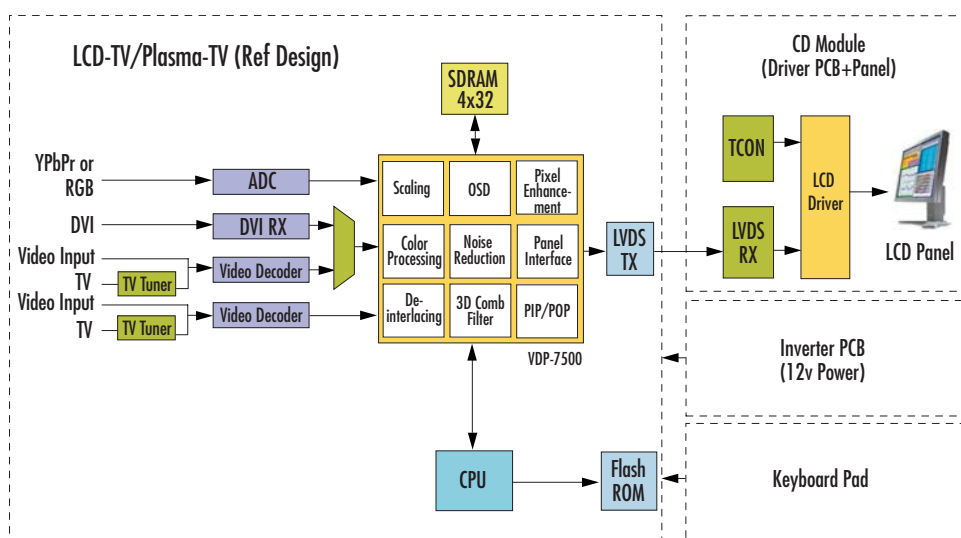 LCD-TV/Plasma-TV (Ref Design)
SDRAM
4x32
YPbPr or
RGB
ADC
DVI
DVI RX
Video Input
TV
TV Tuner
Video Decoder
Video Input
TV
TV Tuner
Video Decoder
Scaling
OSD
Pixel
Enhance-
ment
Color
Processing
Noise
Reduction
Panel
Interface
De-
interlacing
3D Comb
Filter
PIP/POP
VDP-7500
LVDS
TX
CPU
Flash
ROM
CD Module
(Driver PCB+Panel)
TCON
LVDS
RX
LCD
Driver
LCD Panel
Inverter PCB
(12v Power)
Keyboard Pad